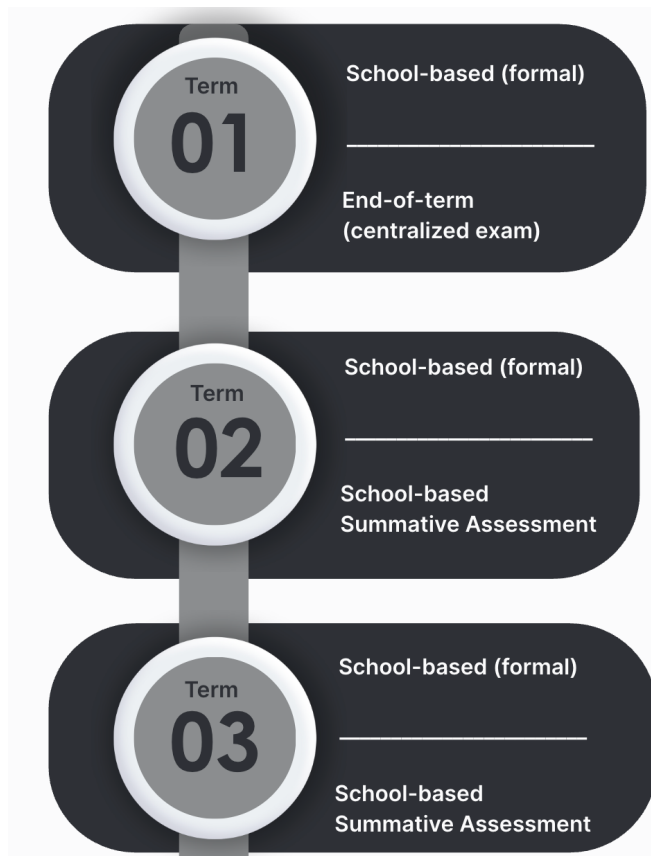 Term
01
School-based (formal)
End-of-term
(centralized exam)
Term
02
School-based (formal)
School-based
Summative Assessment
Term
03
School-based (formal)
School-based
Summative Assessment